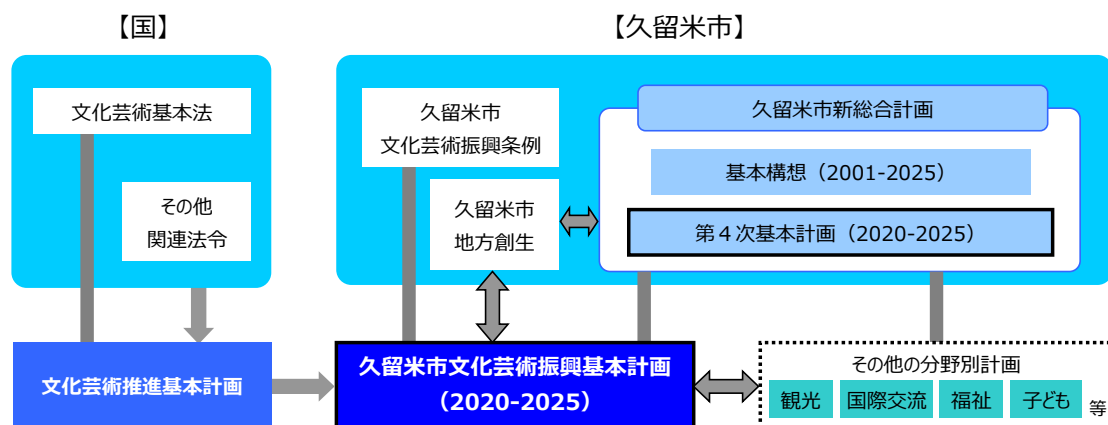 【国】
文化芸術基本法
その他
関連法令
文化芸術推進基本計画
【久留米市】
久留米市
文化芸術振興条例
久留米市
地方創生
久留米市新総合計画
基本構想(2001-2025)
第4次基本計画(2020-2025)
久留米市文化芸術振興基本計画
(2020-2025)
その他の分野別計画
観光 国際交流 福祉 子ども 等